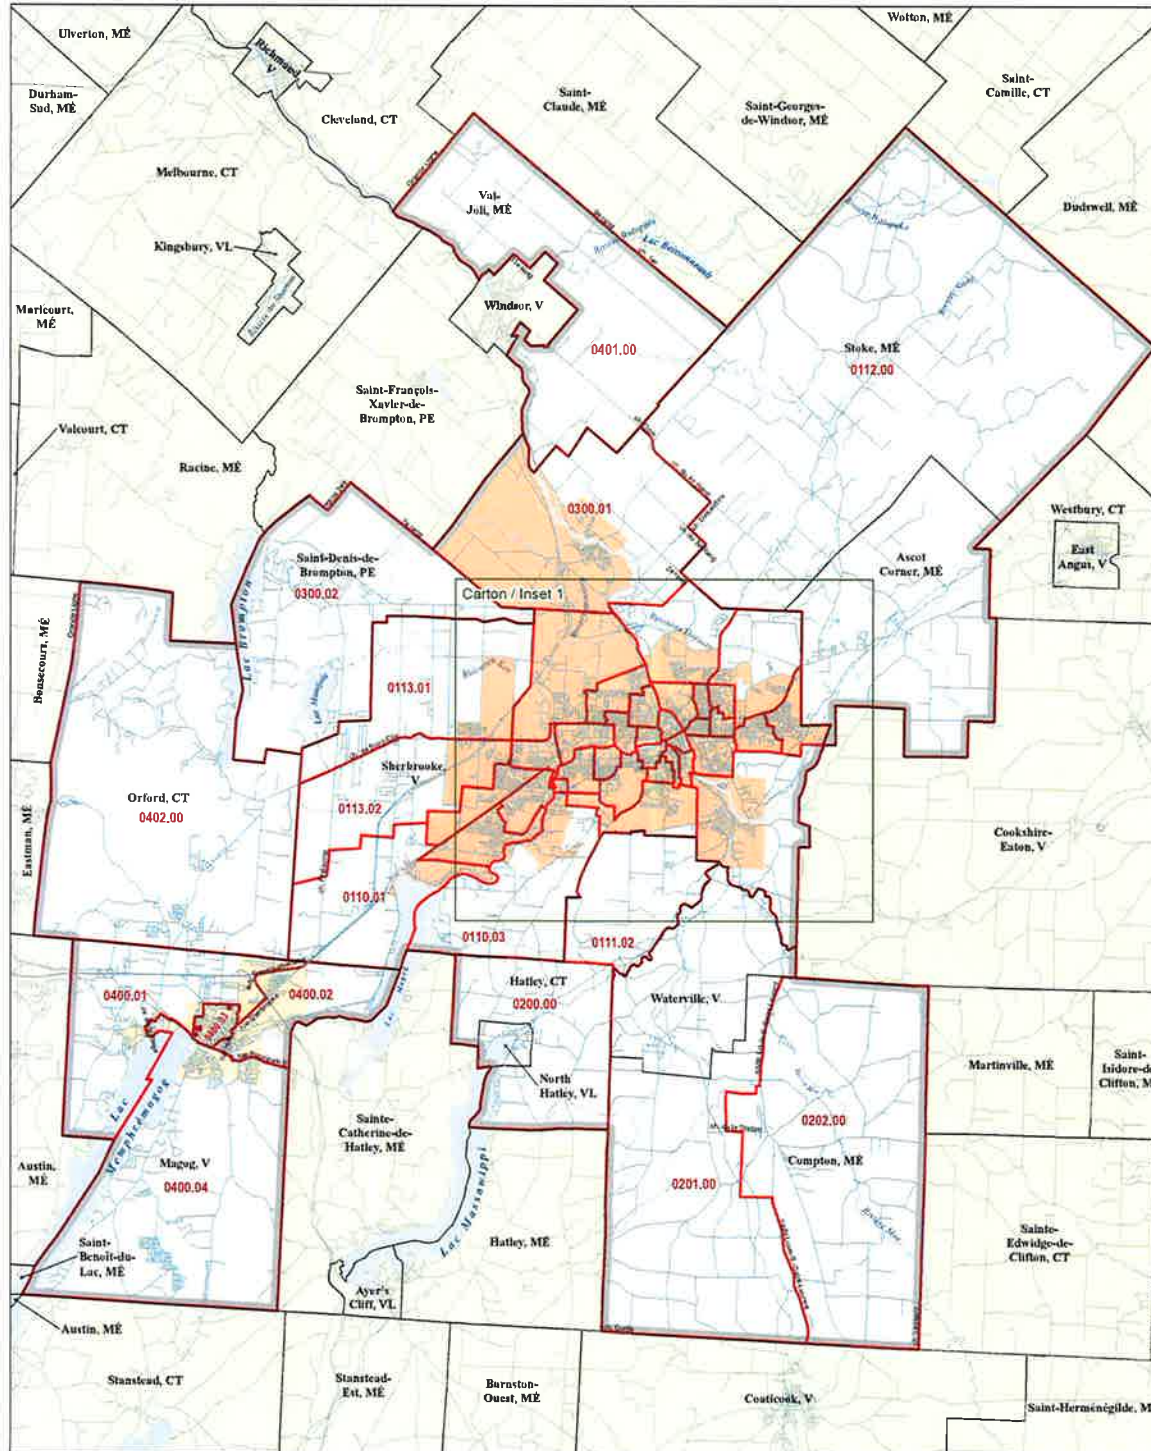 Wotton, MÉ
Ulverton, MÉ
Richmond,
V
Durham-
Sud, MÉ
Cleveland, CT
Saint-
Claude, MÉ
Saint-Georges-
de-Windsor, MÉ
Saint-
Camille, CT
Melbourne, CT
Val-
Joli, MÉ
Dudswell, MÉ
Kingsbury, VL
Lac Boissonneault
Maricourt,
MÉ
Windsor, V
0401.00
Stoke, MÉ
0112.00
Saint-François-
Xavier-de-
Brompton, PE
Valcourt, CT
Racine, MÉ
0300.01
Westbury, CT
East
Angus, V
Ascot
Corner, MÉ
Saint-Denis-de-
Brompton, PE
0300.02
Carton / Inset 1
Lac Brompton
Bonsecours, MÉ
0113.01
Sherbrooke,
V
0113.02
Orford, CT
0402.00
Eastman, MÉ
Cookshire-
Eaton, V
0110.01
0110.03
0111.02
0400.01
0400.02
Hatley, CT
0200.00
Waterville, V
North
Hatley, VL
Martinville, MÉ
Saint-
Isidore-de-
Clifton, M
Lac
Memphrémagog
Sainte-
Catherine-de-
Hatley, MÉ
0202.00
Compton, MÉ
Austin,
MÉ
Magog, V
0400.04
0201.00
Lac Massawippi
Saint-
Benoît-du-
Lac, MÉ
Hatley, MÉ
Sainte-
Edwidge-de-
Clifton, CT
Ayer's
Cliff, VL
Austin, MÉ
Stanstead, CT
Stanstead-
Est, MÉ
Barnston-
Ouest, MÉ
Coaticook, V
Saint-Herménégilde, M